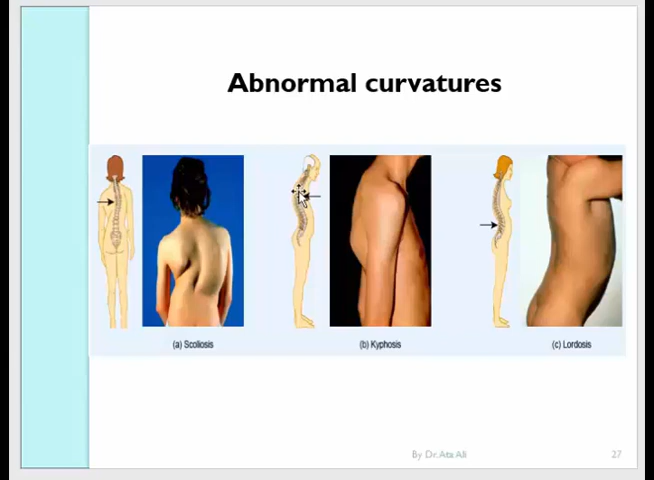 Abnormal curvatures
(a) Scoliosis
(b) Kyphosis
(c) Lordosis
By Dr.Ata Ali
27